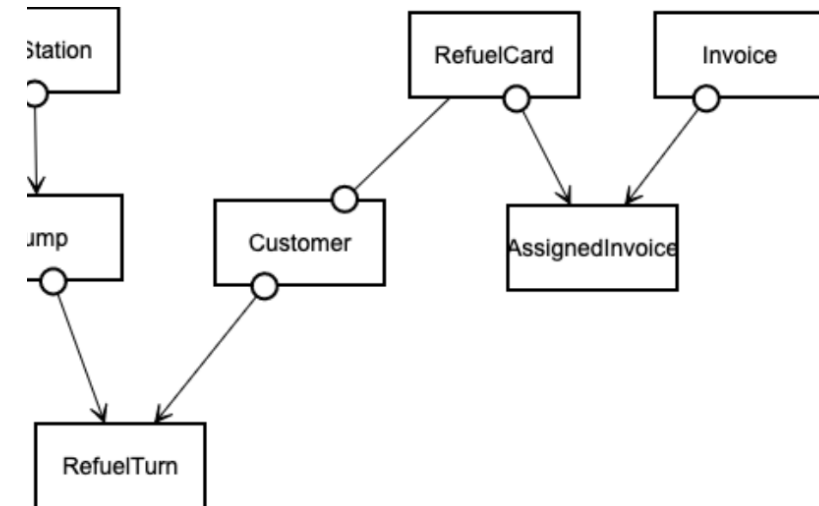 Station
RefuelCard
Invoice
ump
Customer
AssignedInvoice
RefuelTurn